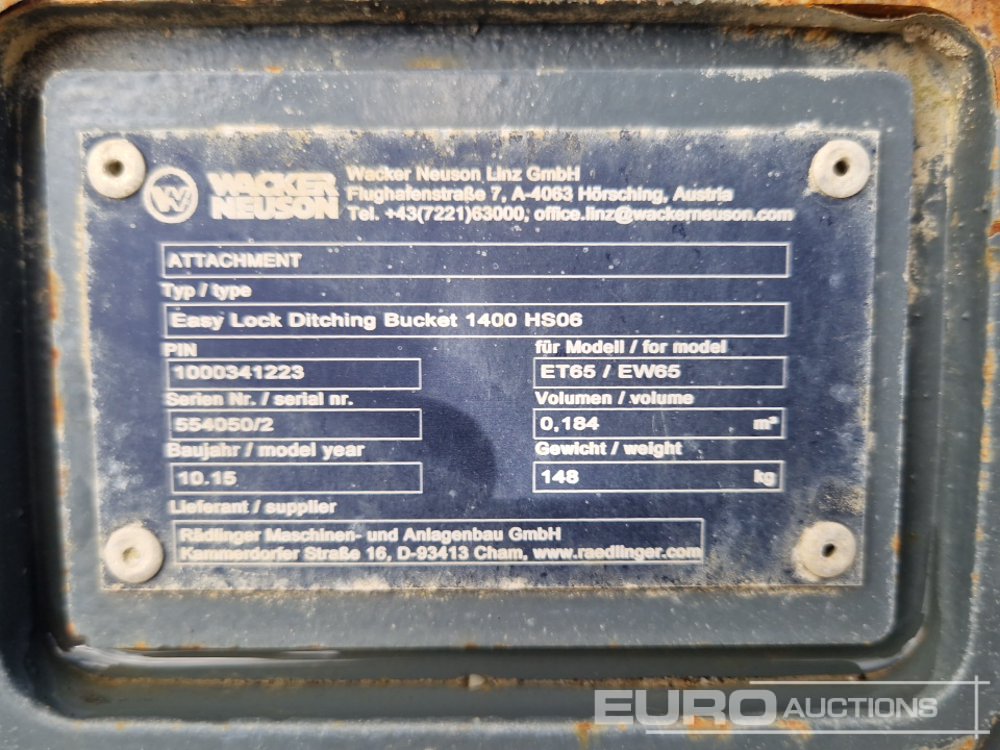 WACKER
NEUSON
Wacker Neuson Linz GmbH
Flughafenstraße 7, A-4063 Hörsching, Austria
Tel. +43(7221)63000, office.linz@wackerneuson.com
ATTACHMENT
Typ / type
Easy Lock Ditching Bucket 1400 HS06
PIN
1000341223
für Modell / for model
ET65 / EW65
Serien Nr. / serial nr.
554050/2
Volumen / volume
0,184 m³
Baujahr / model year
10.15
Gewicht / weight
148 kg
Lieferant / supplier
Rädlinger Maschinen- und Anlagenbau GmbH
Kammerdorfer Straße 16, D-93413 Cham, www.raedlinger.com
EURO AUCTIONS